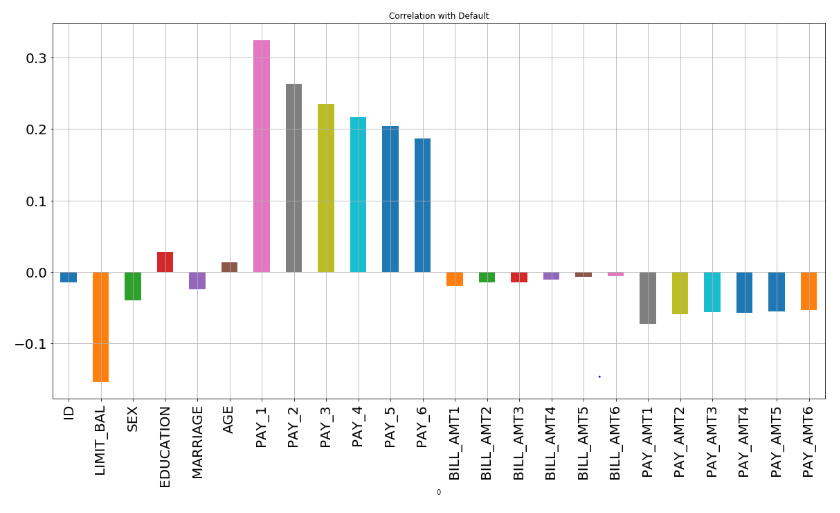 Correlation with Default
0.3
0.2
0.1
0.0
−0.1
ID
LIMIT_BAL
SEX
EDUCATION
MARRIAGE
AGE
PAY_1
PAY_2
PAY_3
PAY_4
PAY_5
PAY_6
BILL_AMT1
BILL_AMT2
BILL_AMT3
BILL_AMT4
BILL_AMT5
BILL_AMT6
PAY_AMT1
PAY_AMT2
PAY_AMT3
PAY_AMT4
PAY_AMT5
PAY_AMT6
0